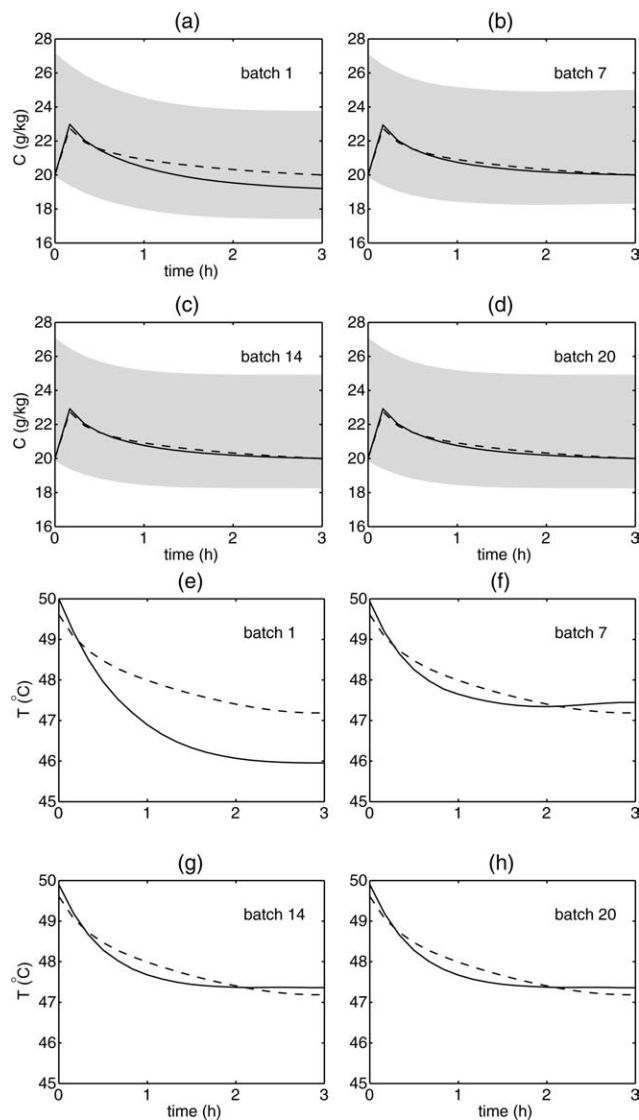 (a)
(b)
28
26
24
22
20
18
16
C (g/kg)
batch 1
0
1
2
3
time (h)
28
26
24
22
20
18
16
C (g/kg)
batch 7
0
1
2
3
time (h)
(c)
(d)
28
26
24
22
20
18
16
C (g/kg)
batch 14
0
1
2
3
time (h)
28
26
24
22
20
18
16
C (g/kg)
batch 20
0
1
2
3
time (h)
(e)
(f)
50
49
48
47
46
45
T (°C)
batch 1
0
1
2
3
50
49
48
47
46
45
T (°C)
batch 7
0
1
2
3
(g)
(h)
50
49
48
47
46
45
T (°C)
batch 14
0
1
2
3
time (h)
50
49
48
47
46
45
T (°C)
batch 20
0
1
2
3
time (h)